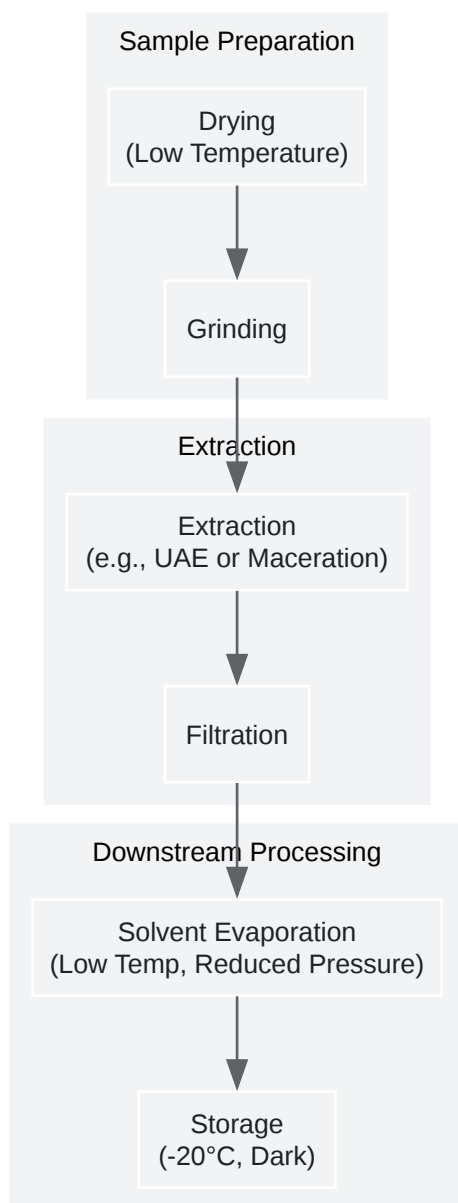 Sample Preparation
Drying
(Low Temperature)
Grinding
Extraction
Extraction
(e.g., UAE or Maceration)
Filtration
Downstream Processing
Solvent Evaporation
(Low Temp, Reduced Pressure)
Storage
(-20°C, Dark)